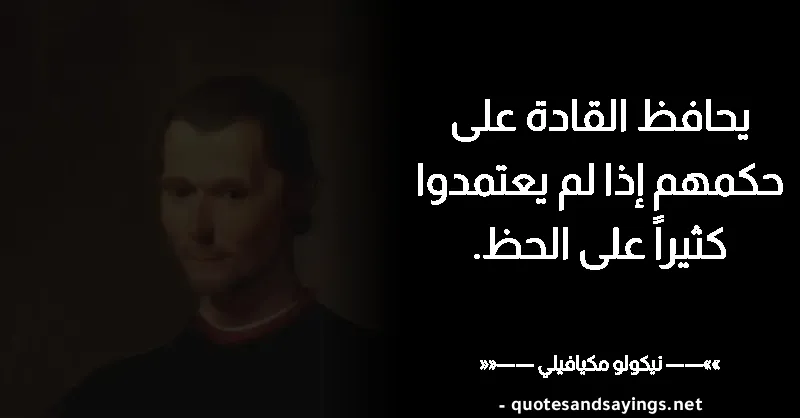 يحافظ القادة على
حكمهم إذا لم يعتمدوا
كثيراً على الحظ.
»»—— نيكولو مكيافيلي ——««
- quotesandsayings.net